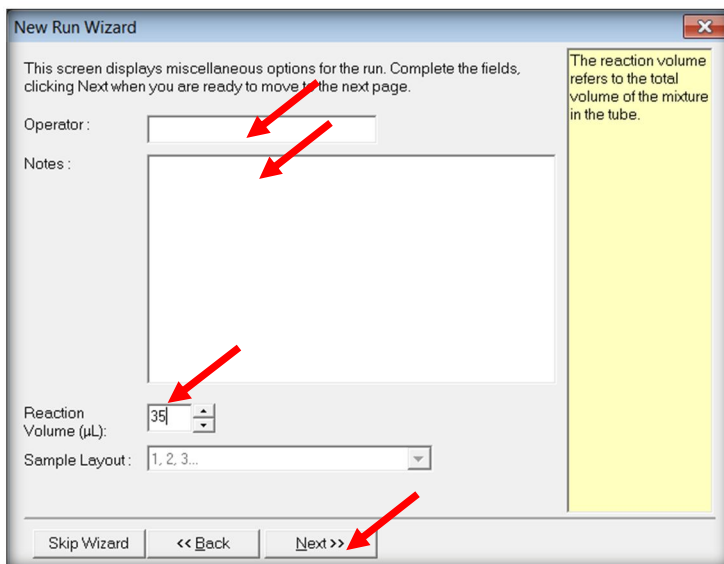 New Run Wizard
This screen displays miscellaneous options for the run. Complete the fields,
clicking Next when you are ready to move to the next page.
Operator :
Notes :
Reaction
Volume (µL):
35
Sample Layout :
1, 2, 3...
The reaction volume
refers to the total
volume of the mixture
in the tube.
Skip Wizard
<< Back
Next >>